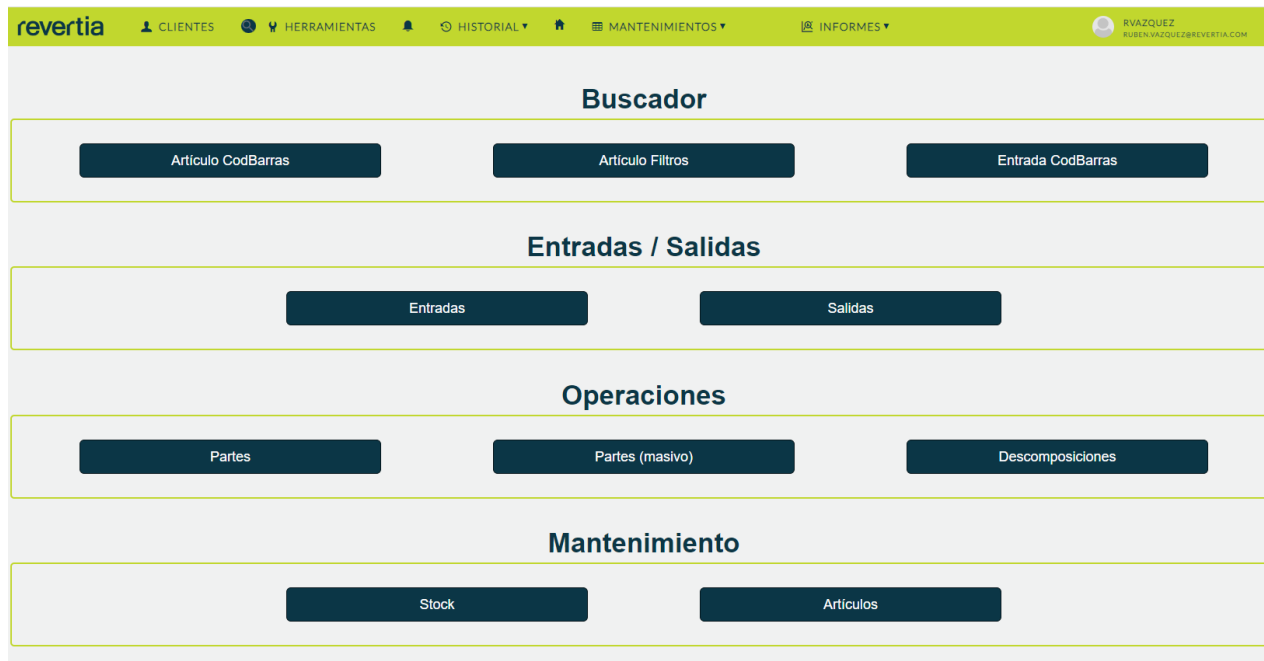 revertia CLIENTES HERRAMIENTAS HISTORIAL MANTENIMIENTOS INFORMES RVAZQUEZ
RUBEN.VAZQUEZ@REVERTIA.COM
Buscador
Artículo CodBarras Artículo Filtros Entrada CodBarras
Entradas / Salidas
Entradas Salidas
Operaciones
Partes Partes (masivo) Descomposiciones
Mantenimiento
Stock Artículos